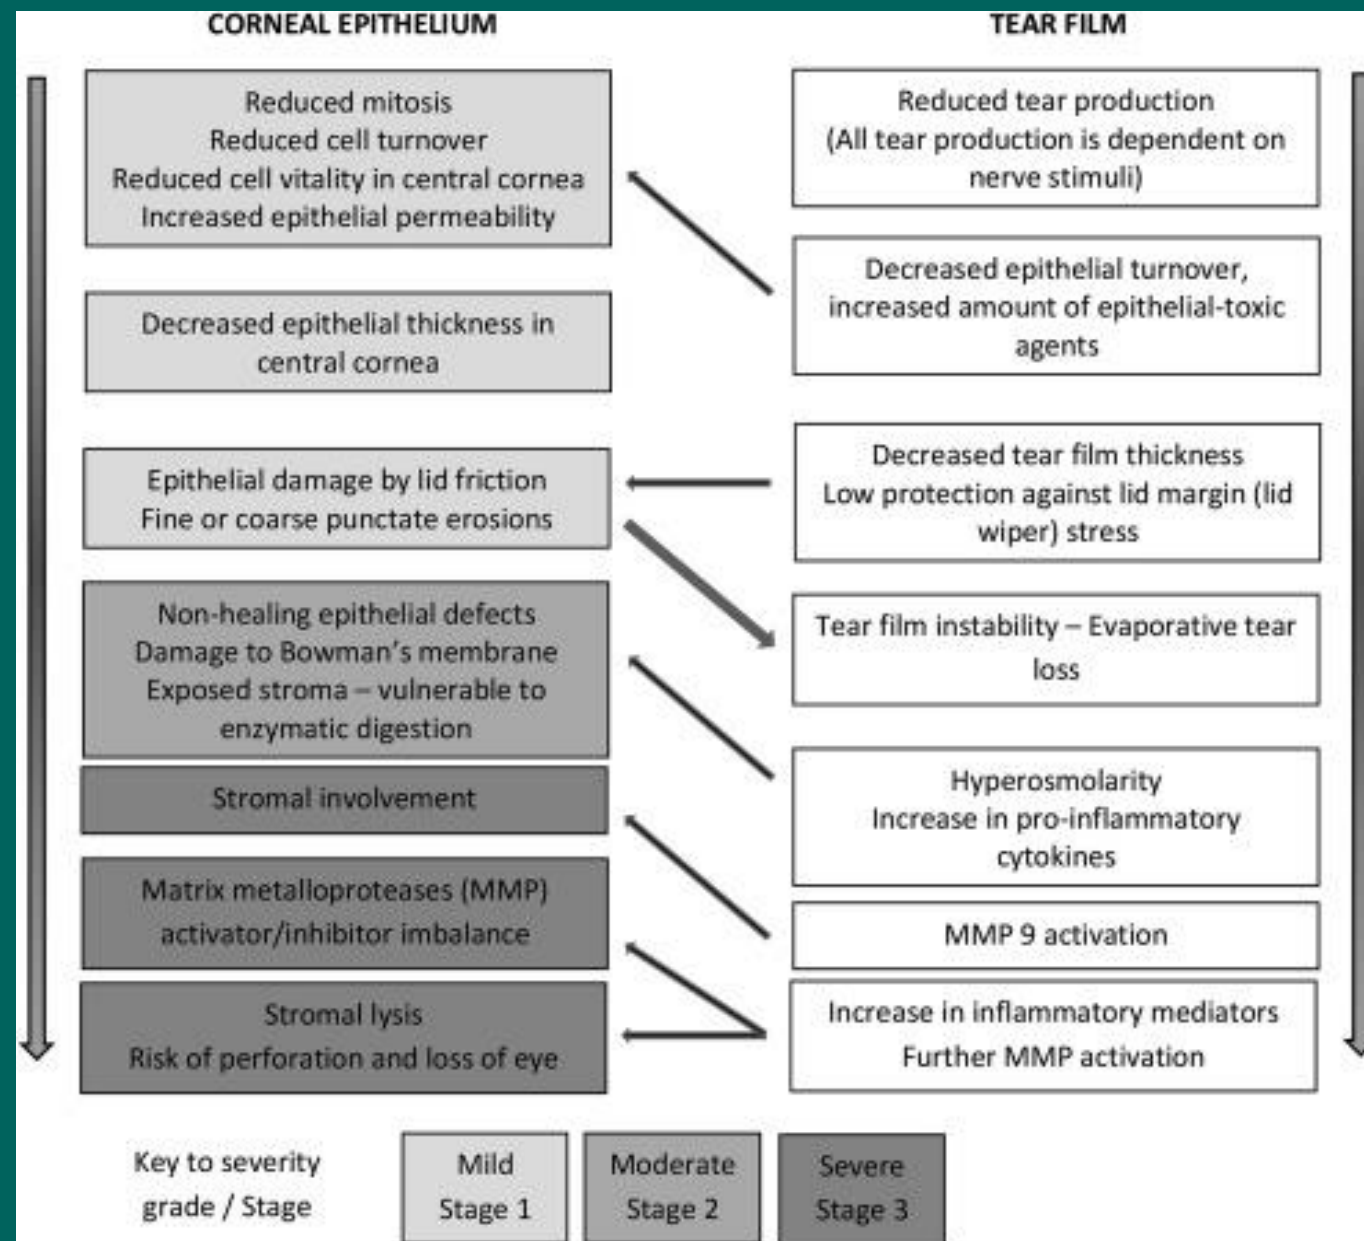 CORNEAL EPITHELIUM
Reduced mitosis
Reduced cell turnover
Reduced cell vitality in central cornea
Increased epithelial permeability
Decreased epithelial thickness in
central cornea
Epithelial damage by lid friction
Fine or coarse punctate erosions
Non-healing epithelial defects
Damage to Bowman's membrane
Exposed stroma – vulnerable to
enzymatic digestion
Stromal involvement
Matrix metalloproteases (MMP)
activator/inhibitor imbalance
Stromal lysis
Risk of perforation and loss of eye
TEAR FILM
Reduced tear production
(All tear production is dependent on
nerve stimuli)
Decreased epithelial turnover,
increased amount of epithelial-toxic
agents
Decreased tear film thickness
Low protection against lid margin (lid
wiper) stress
Tear film instability – Evaporative tear
loss
Hyperosmolarity
Increase in pro-inflammatory
cytokines
MMP 9 activation
Increase in inflammatory mediators
Further MMP activation
Key to severity
grade / Stage
Mild
Stage 1
Moderate
Stage 2
Severe
Stage 3